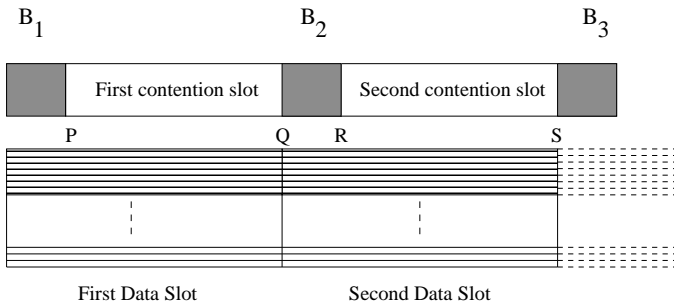 B1 B2 B3
First contention slot Second contention slot
P Q R S
First Data Slot Second Data Slot